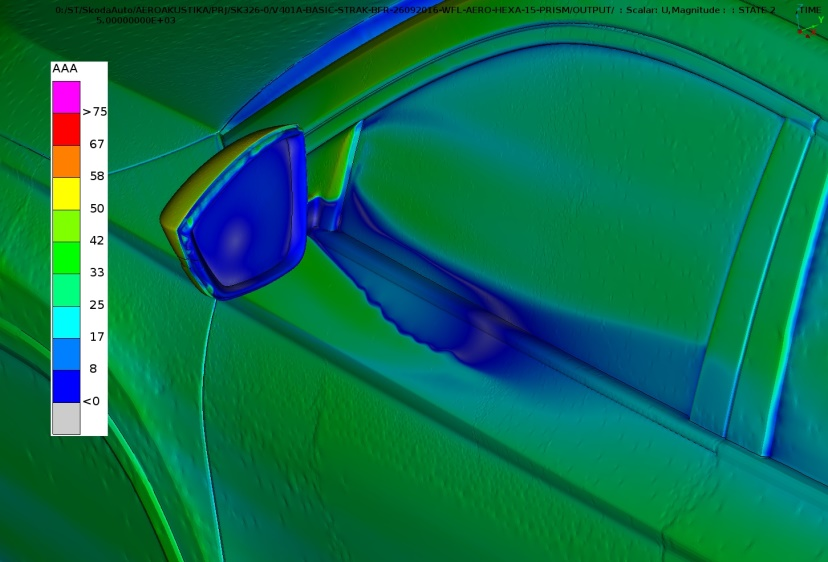 0:/ST/SkodaAuto/AEROAKUSTIKA/PRJ/SK326-0/V401A-BASIC-STRAK-BFR-26092016-WFL-AERO-HEXA-15-PRISM/OUTPUT/ : Scalar: U,Magnitude : : STATE 2 ,TIME
5.00000000E+03
AAA
>75
67
58
50
42
33
25
17
8
<0
Y